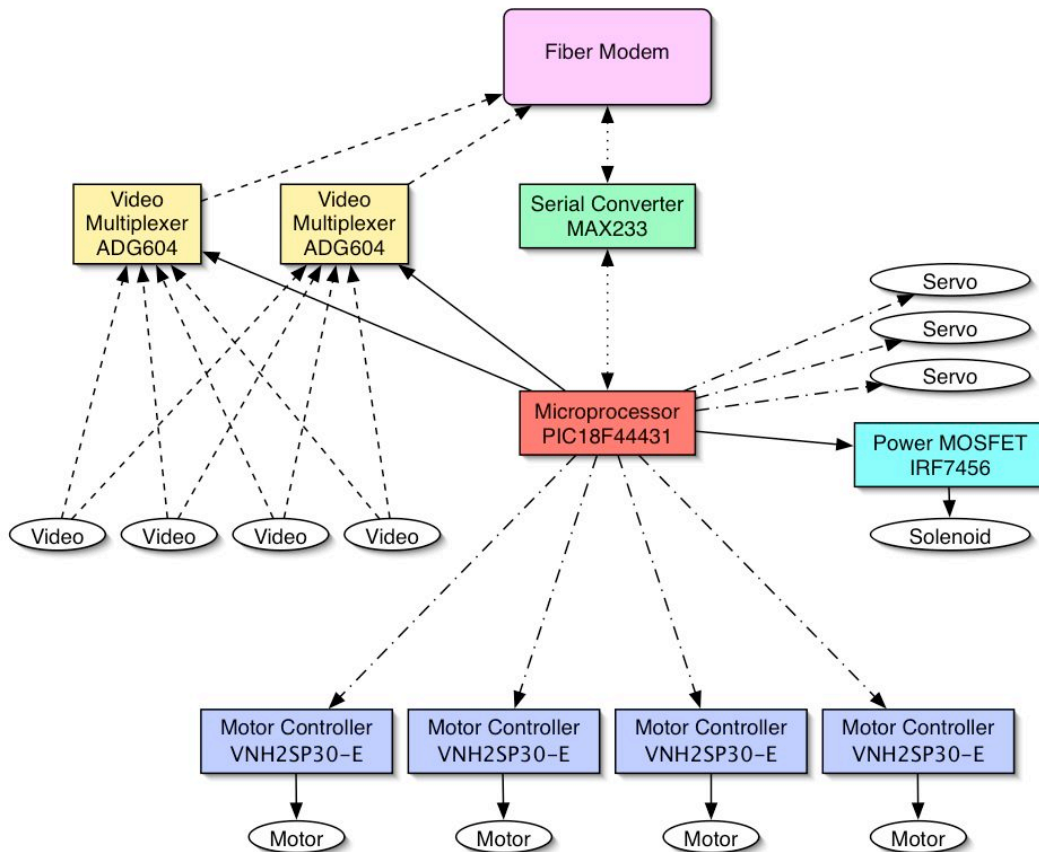 Fiber Modem
Video
Multiplexer
ADG604
Video
Multiplexer
ADG604
Serial Converter
MAX233
Servo
Servo
Servo
Microprocessor
PIC18F44431
Power MOSFET
IRF7456
Video
Video
Video
Video
Solenoid
Motor Controller
VNH2SP30-E
Motor Controller
VNH2SP30-E
Motor Controller
VNH2SP30-E
Motor Controller
VNH2SP30-E
Motor
Motor
Motor
Motor